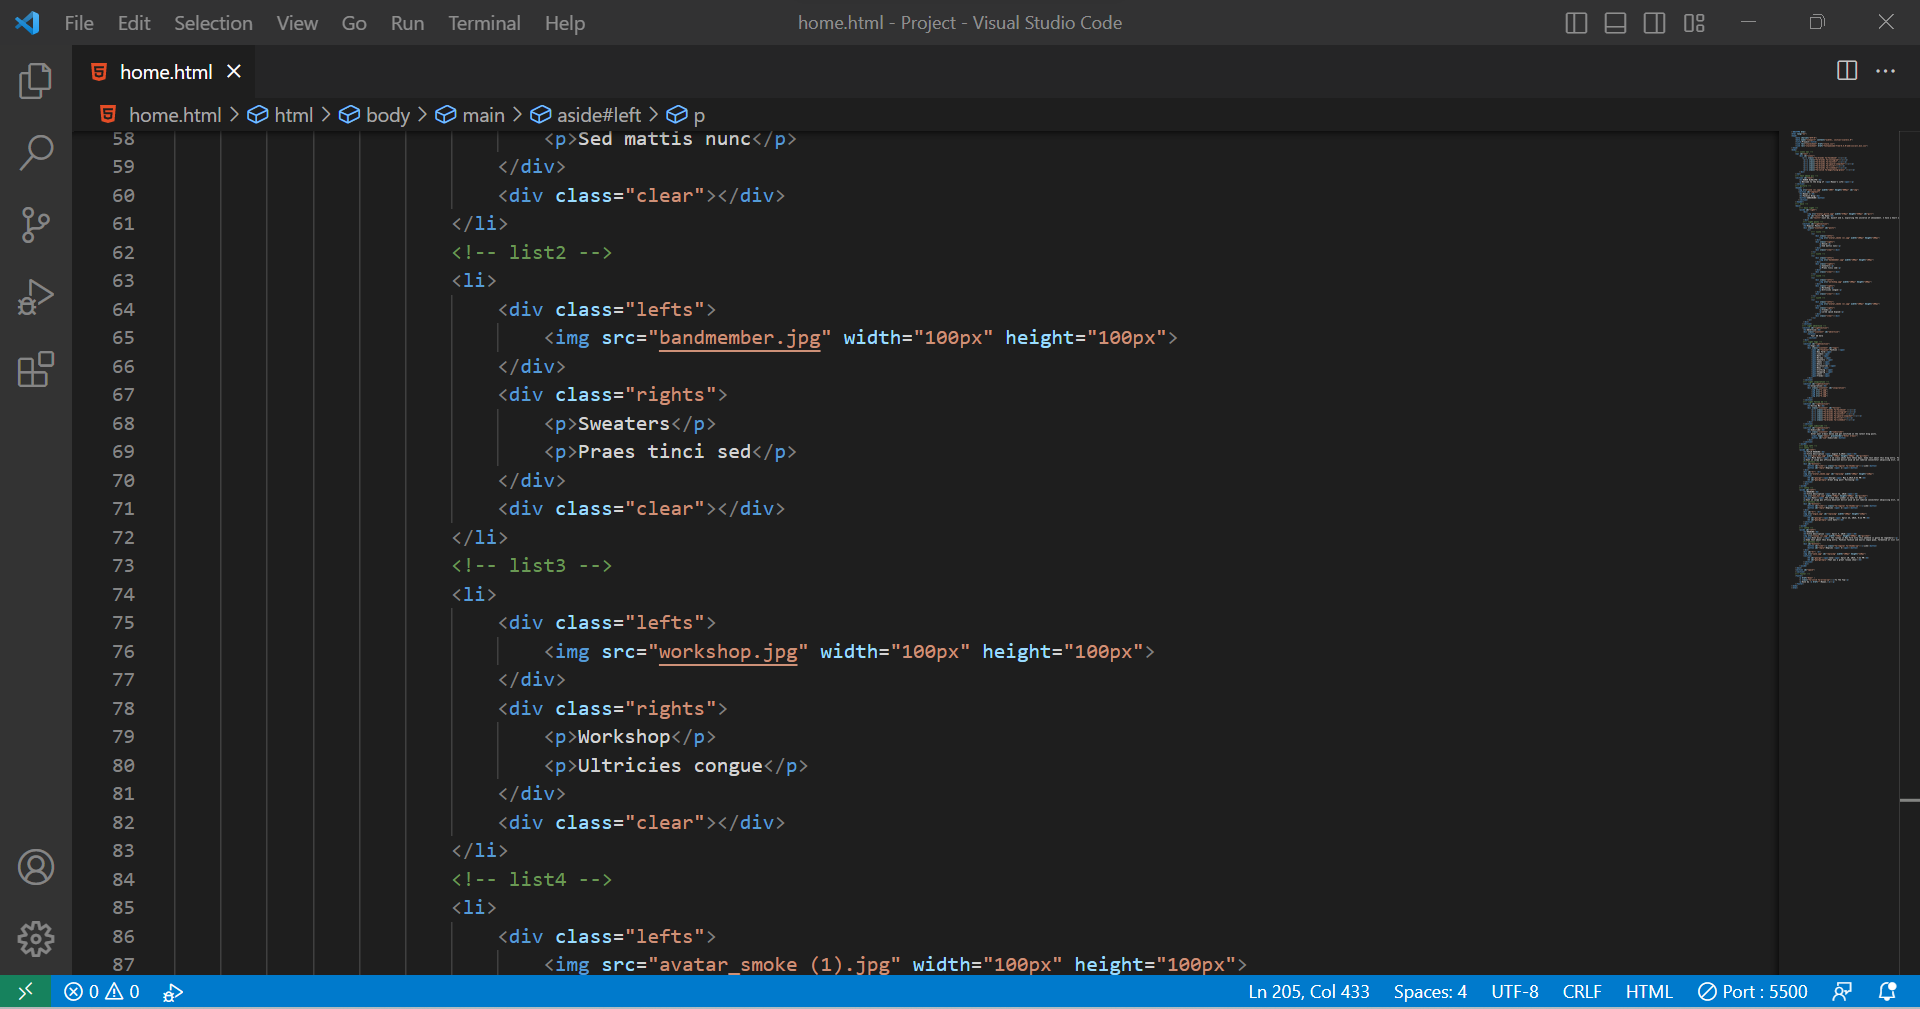 File Edit Selection View Go Run Terminal Help home.html - Project - Visual Studio Code
home.html
home.html > html > body > main > aside#left > p
58 <p>Sed mattis nunc</p>
59 </div>
60 <div class="clear"></div>
61 </li>
62 <!-- list2 -->
63 <li>
64 <div class="lefts">
65 <img src="bandmember.jpg" width="100px" height="100px">
66 </div>
67 <div class="rights">
68 <p>Sweaters</p>
69 <p>Praes tinci sed</p>
70 </div>
71 <div class="clear"></div>
72 </li>
73 <!-- list3 -->
74 <li>
75 <div class="lefts">
76 <img src="workshop.jpg" width="100px" height="100px">
77 </div>
78 <div class="rights">
79 <p>Workshop</p>
80 <p>Ultricies congue</p>
81 </div>
82 <div class="clear"></div>
83 </li>
84 <!-- list4 -->
85 <li>
86 <div class="lefts">
87 <img src="avatar_smoke (1).jpg" width="100px" height="100px">
0 0 Ln 205, Col 433 Spaces: 4 UTF-8 CRLF HTML Port : 5500